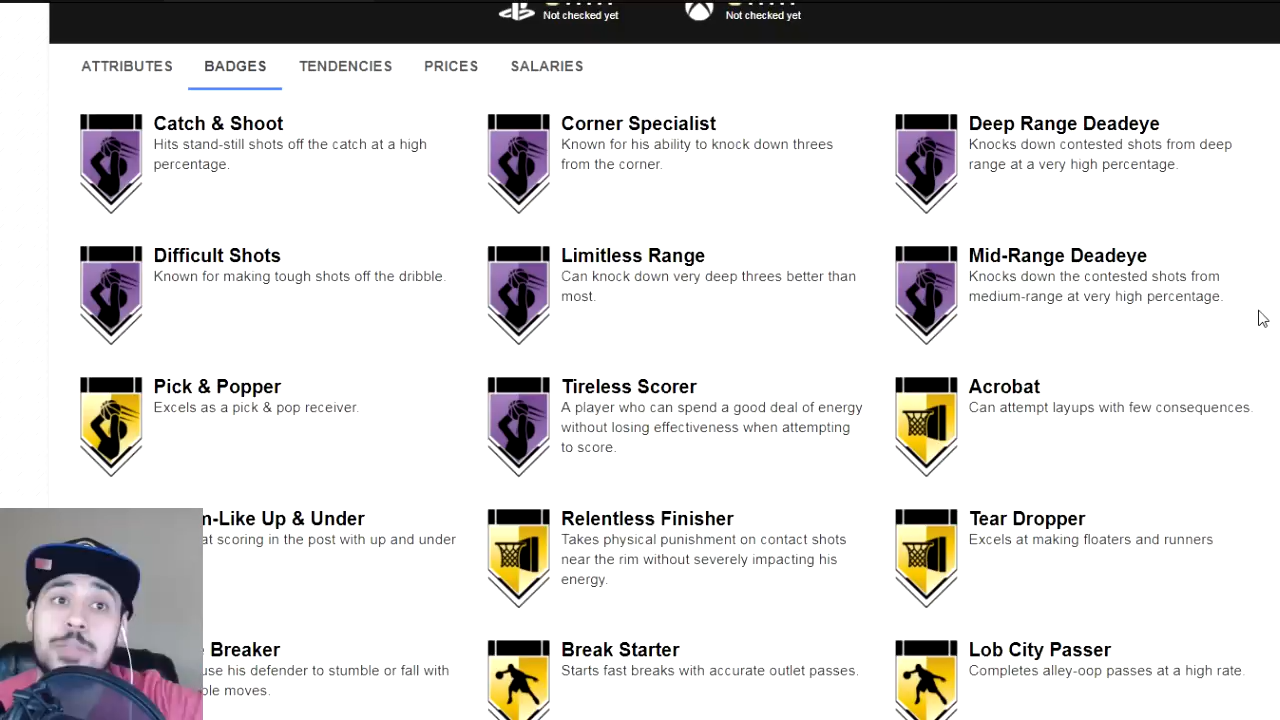 Not checked yet
Not checked yet
ATTRIBUTES
BADGES
TENDENCIES
PRICES
SALARIES
Catch & Shoot
Hits stand-still shots off the catch at a high
percentage.
Corner Specialist
Known for his ability to knock down threes
from the corner.
Deep Range Deadeye
Knocks down contested shots from deep
range at a very high percentage.
Difficult Shots
Known for making tough shots off the dribble.
Limitless Range
Can knock down very deep threes better than
most.
Mid-Range Deadeye
Knocks down the contested shots from
medium-range at very high percentage.
Pick & Popper
Excels as a pick & pop receiver.
Tireless Scorer
A player who can spend a good deal of energy
without losing effectiveness when attempting
to score.
Acrobat
Can attempt layups with few consequences.
-Like Up & Under
at scoring in the post with up and under
Relentless Finisher
Takes physical punishment on contact shots
near the rim without severely impacting his
energy.
Tear Dropper
Excels at making floaters and runners
Breaker
use his defender to stumble or fall with
moves.
Break Starter
Starts fast breaks with accurate outlet passes.
Lob City Passer
Completes alley-oop passes at a high rate.